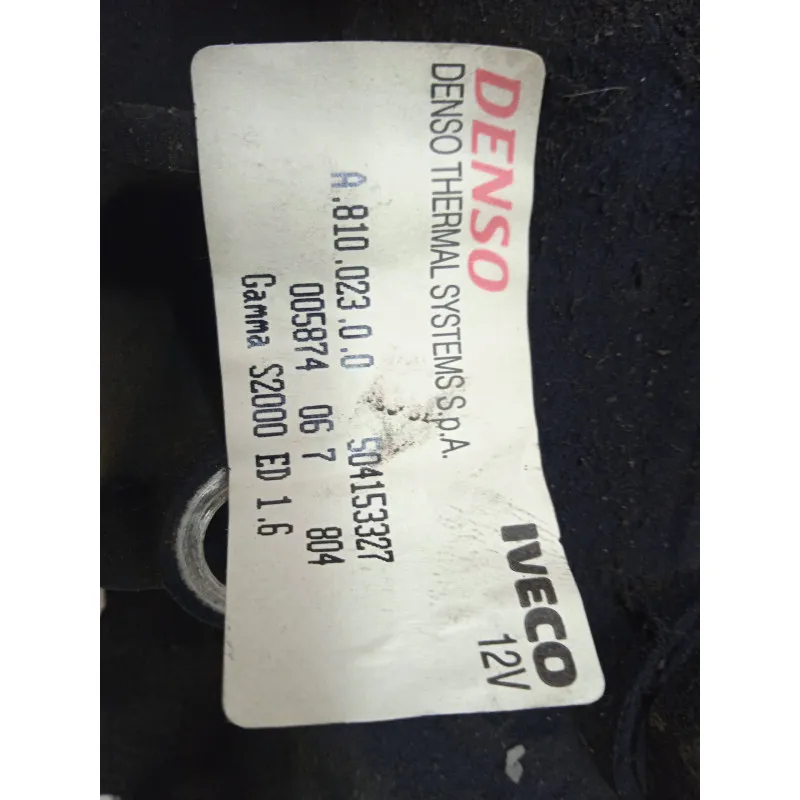 DENSO
DENSO THERMAL SYSTEMS S.p.A.
IVECO
12V
A.810.023.0.0 504153327
005874 06 7 804
Gamma S2000 ED 1.6